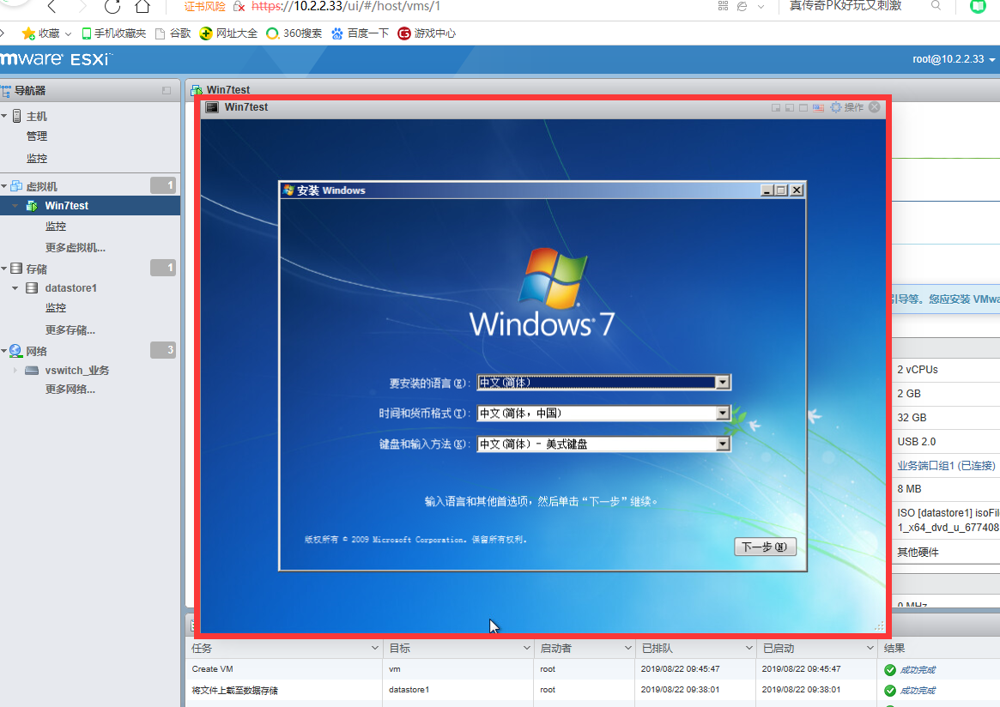 证书风险 https://10.2.2.33/ui/#/host/vms/1 真传奇PK好玩又刺激
收藏 手机收藏夹 谷歌 网址大全 360搜索 百度一下 游戏中心
mware ESXi root@10.2.2.33
导航器
主机
管理
监控
虚拟机 1
Win7test
监控
更多虚拟机...
存储 1
datastore1
监控
更多存储...
网络 3
vswitch_业务
更多网络...
Win7test
Win7test 操作
安装 Windows
Windows 7
要安装的语言(E): 中文(简体)
时间和货币格式(T): 中文(简体，中国)
键盘和输入方法(K): 中文(简体) - 美式键盘
输入语言和其他首选项，然后单击“下一步”继续。
版权所有 © 2009 Microsoft Corporation。保留所有权利。
下一步(N)
引导等。您应安装 VMwa
2 vCPUs
2 GB
32 GB
USB 2.0
业务端口组1 (已连接)
8 MB
ISO [datastore1] isoFil
1_x64_dvd_u_677408
其他硬件
0 MHz
任务 目标 启动者 已排队 已启动 结果
Create VM vm root 2019/08/22 09:45:47 2019/08/22 09:45:47 成功完成
将文件上载至数据存储 datastore1 root 2019/08/22 09:38:01 2019/08/22 09:38:01 成功完成